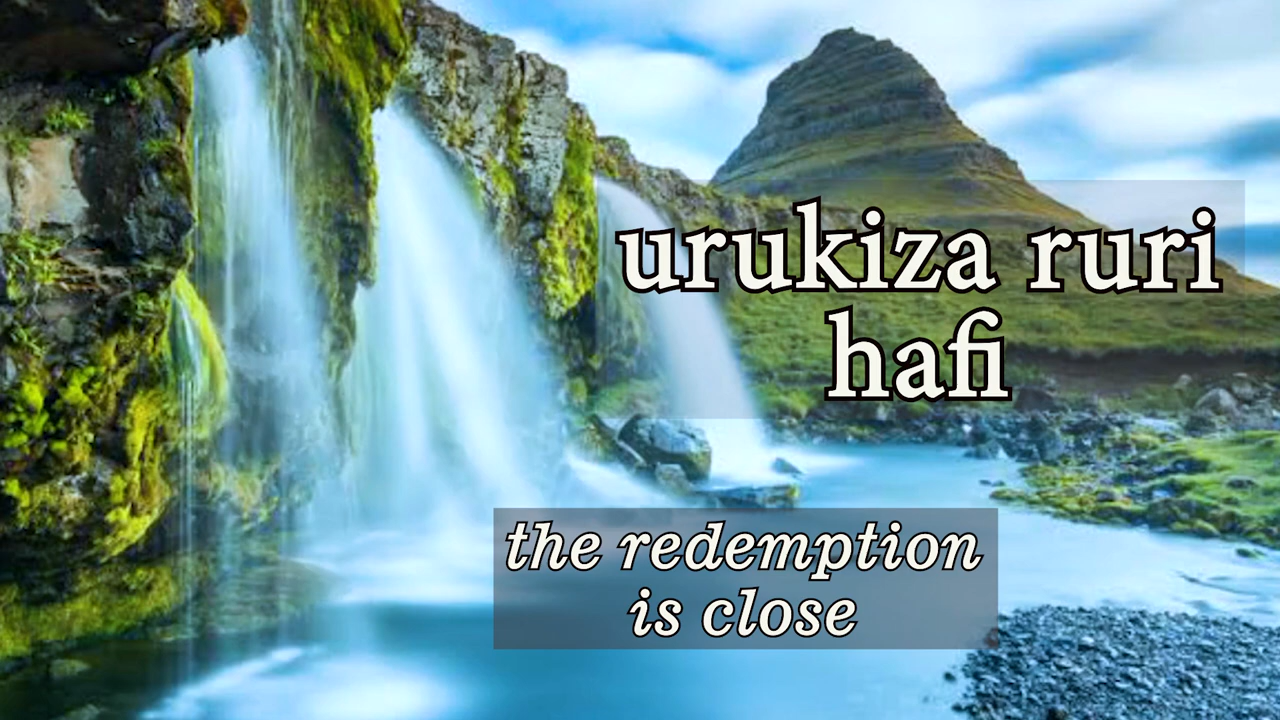 urukiza ruri
hafi
the redemption
is close